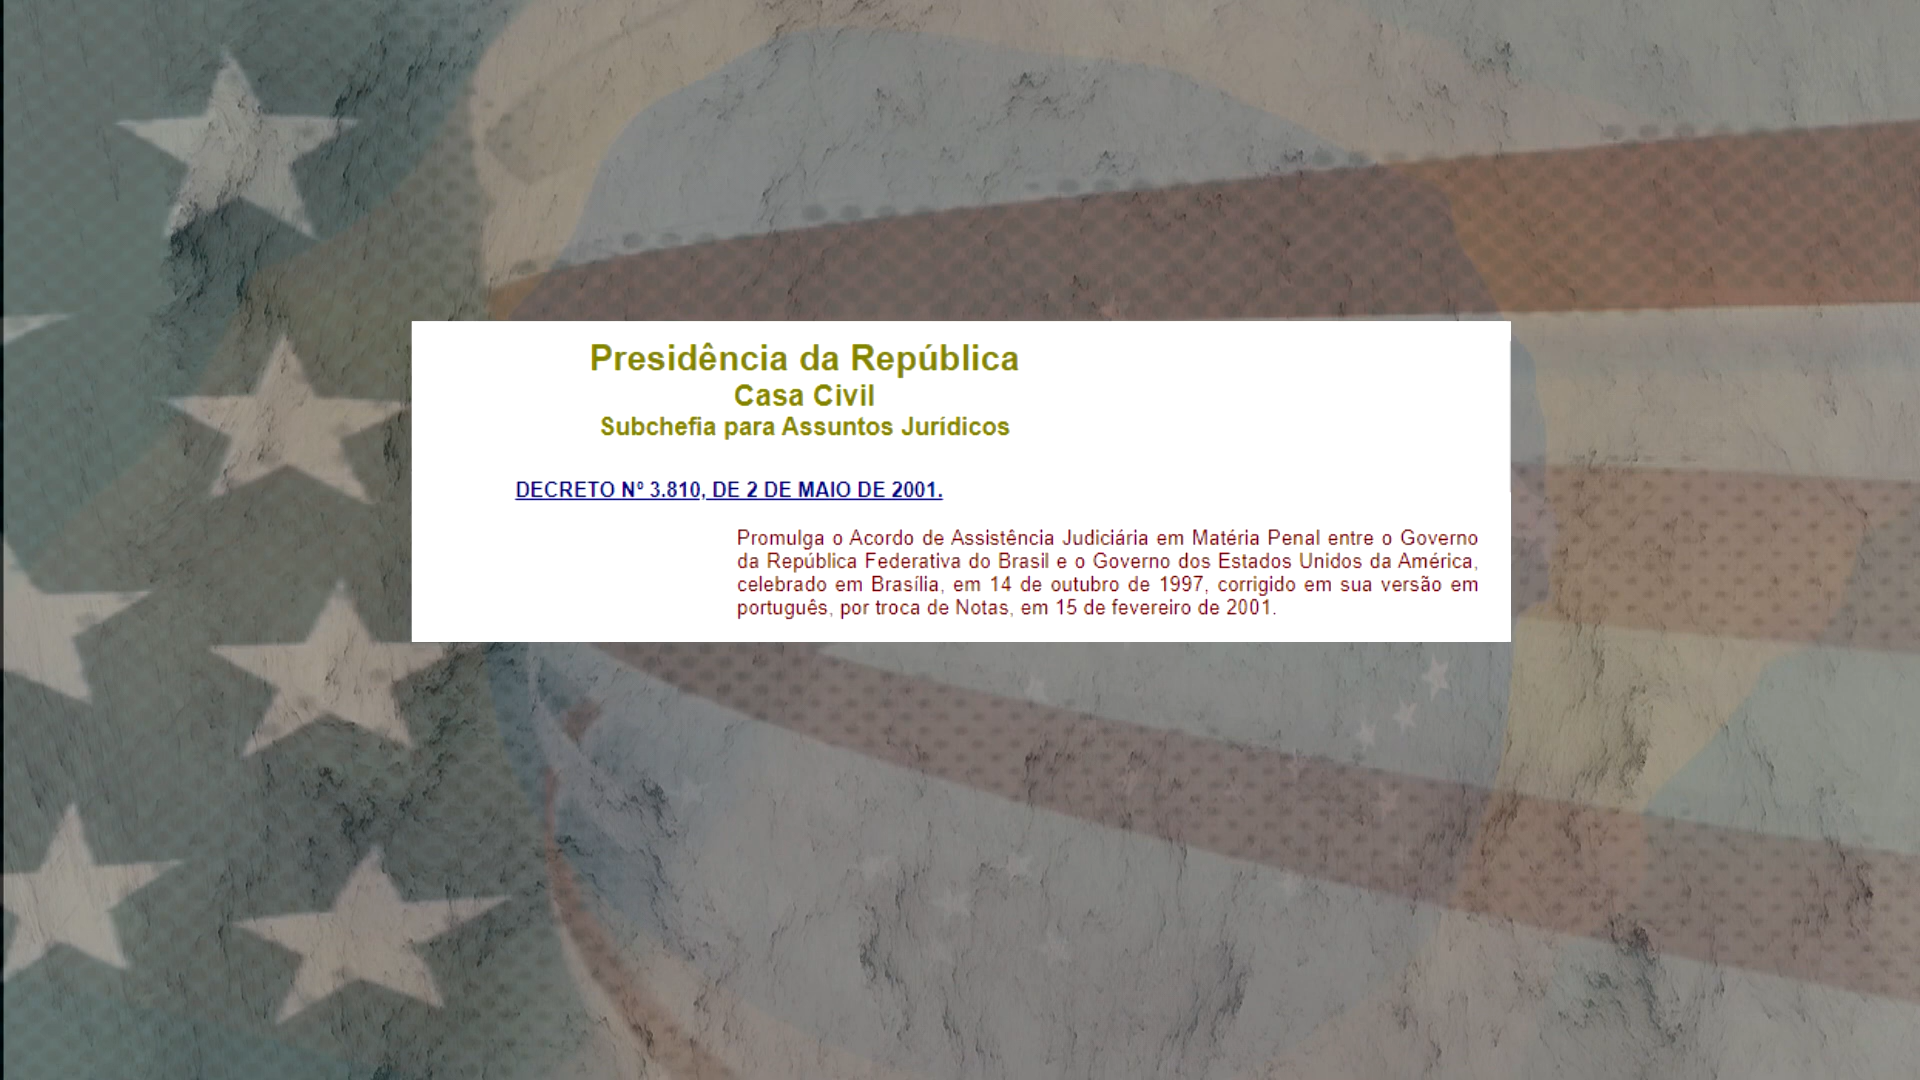 Presidência da República
Casa Civil
Subchefia para Assuntos Jurídicos
DECRETO Nº 3.810, DE 2 DE MAIO DE 2001.
Promulga o Acordo de Assistência Judiciária em Matéria Penal entre o Governo
da República Federativa do Brasil e o Governo dos Estados Unidos da América,
celebrado em Brasília, em 14 de outubro de 1997, corrigido em sua versão em
português, por troca de Notas, em 15 de fevereiro de 2001.